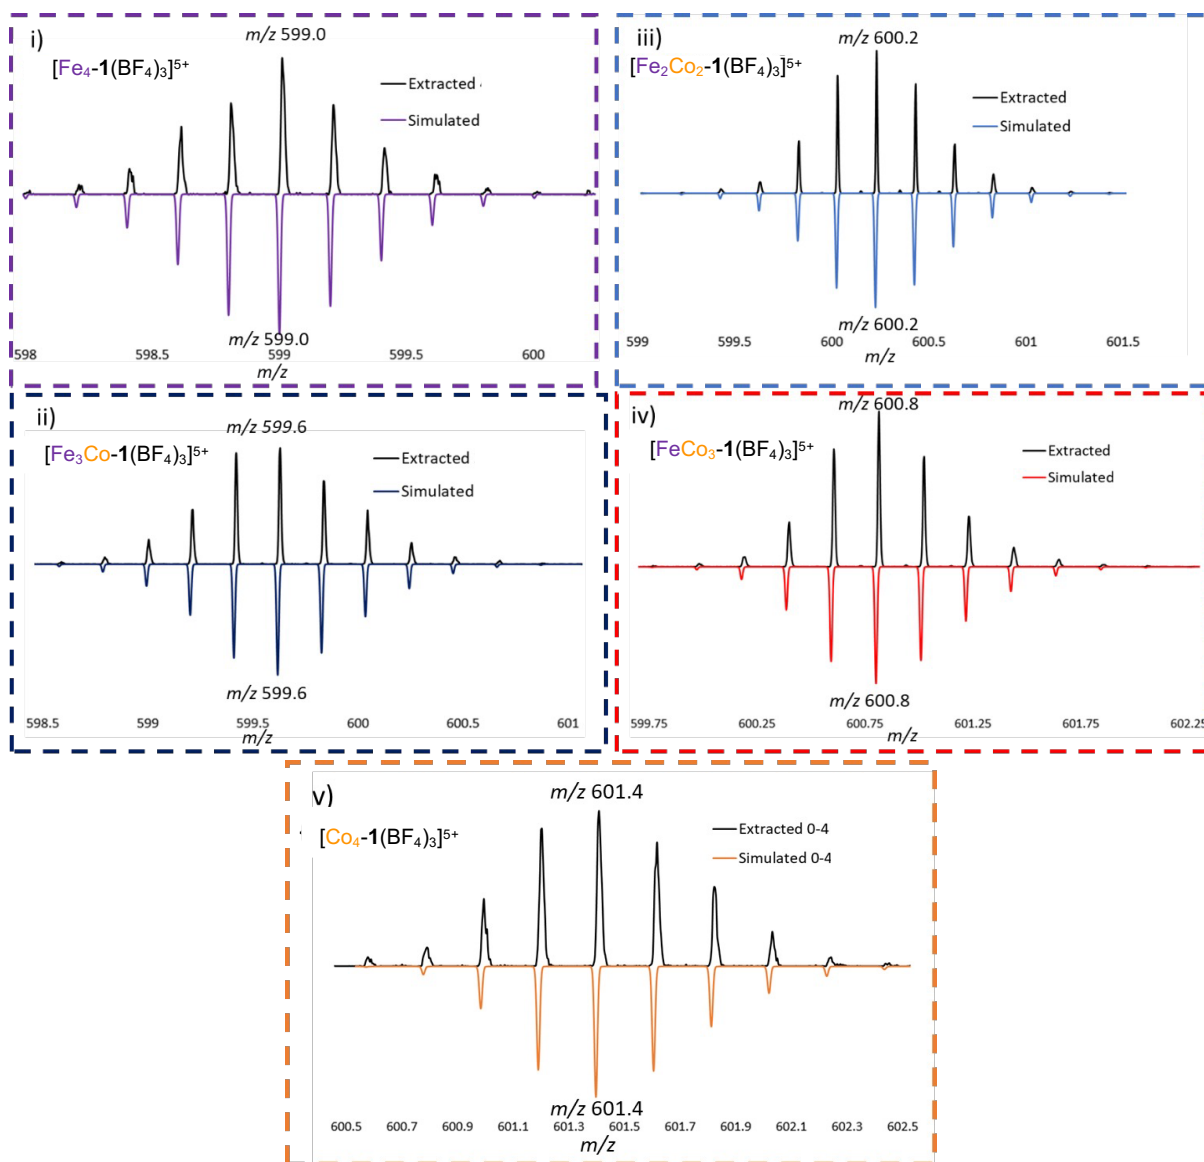 i)
m/z 599.0
[Fe₄-1(BF₄)₃]⁵⁺
Extracted
Simulated
m/z 599.0
598 598.5 599 599.5 600
m/z
iii)
m/z 600.2
[Fe₂Co₂-1(BF₄)₃]⁵⁺
Extracted
Simulated
m/z 600.2
599 599.5 600 600.5 601 601.5
m/z
ii)
m/z 599.6
[Fe₃Co-1(BF₄)₃]⁵⁺
Extracted
Simulated
m/z 599.6
598.5 599 599.5 600 600.5 601
m/z
iv)
m/z 600.8
[FeCo₃-1(BF₄)₃]⁵⁺
Extracted
Simulated
m/z 600.8
599.75 600.25 600.75 601.25 601.75 602.25
m/z
v)
m/z 601.4
[Co₄-1(BF₄)₃]⁵⁺
Extracted 0-4
Simulated 0-4
m/z 601.4
600.5 600.7 600.9 601.1 601.3 601.5 601.7 601.9 602.1 602.3 602.5
m/z